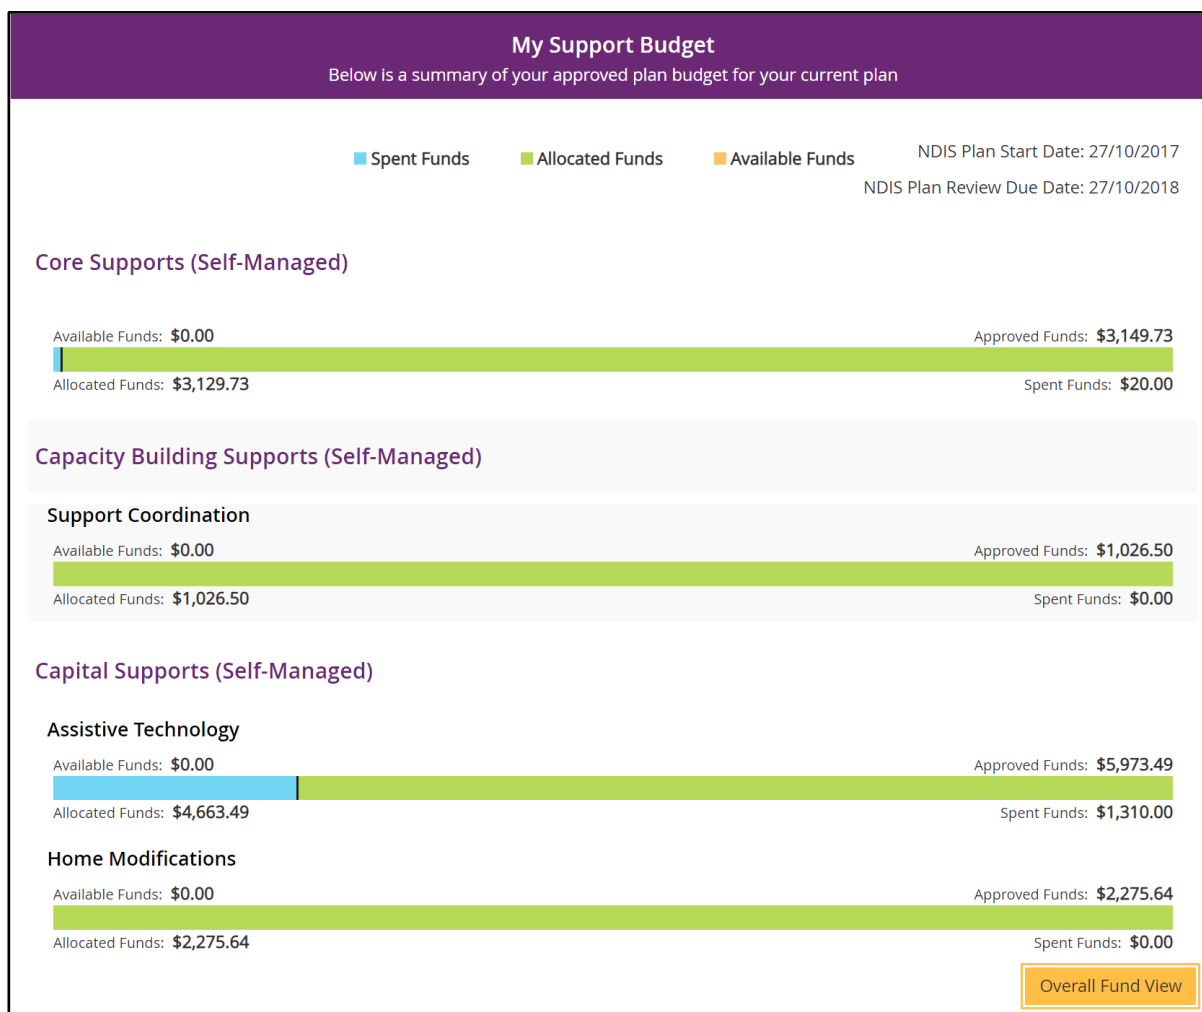 My Support Budget
Below is a summary of your approved plan budget for your current plan
Spent Funds Allocated Funds Available Funds
NDIS Plan Start Date: 27/10/2017
NDIS Plan Review Due Date: 27/10/2018
Core Supports (Self-Managed)
Available Funds: $0.00 Approved Funds: $3,149.73
Allocated Funds: $3,129.73 Spent Funds: $20.00
Capacity Building Supports (Self-Managed)
Support Coordination
Available Funds: $0.00 Approved Funds: $1,026.50
Allocated Funds: $1,026.50 Spent Funds: $0.00
Capital Supports (Self-Managed)
Assistive Technology
Available Funds: $0.00 Approved Funds: $5,973.49
Allocated Funds: $4,663.49 Spent Funds: $1,310.00
Home Modifications
Available Funds: $0.00 Approved Funds: $2,275.64
Allocated Funds: $2,275.64 Spent Funds: $0.00
Overall Fund View